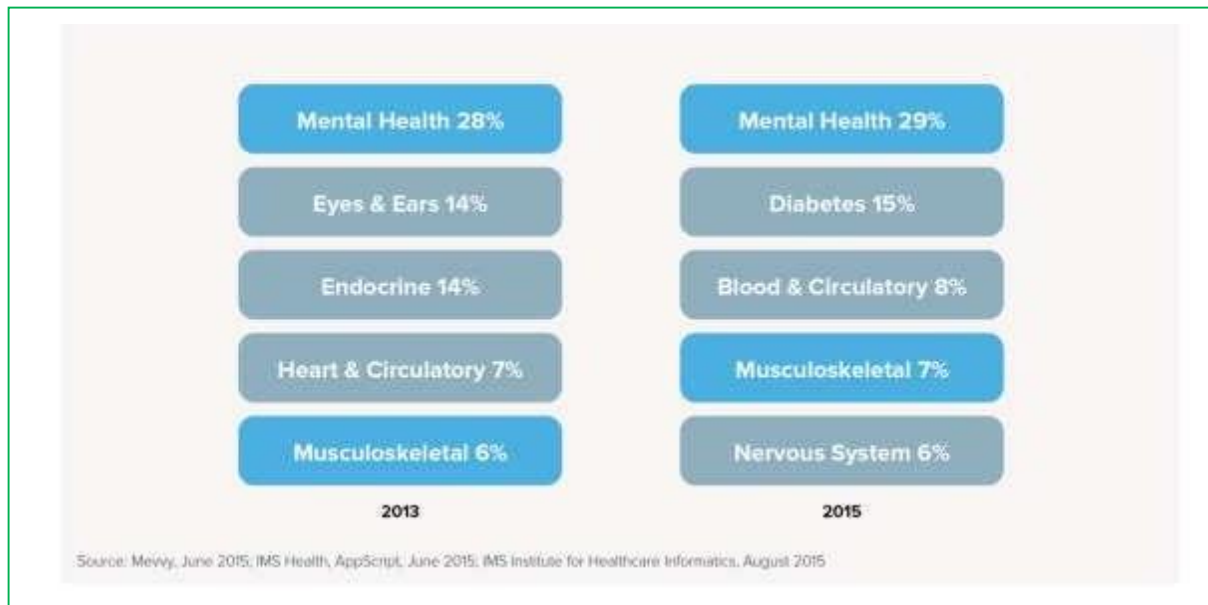 Mental Health 28%
Eyes & Ears 14%
Endocrine 14%
Heart & Circulatory 7%
Musculoskeletal 6%
2013
Mental Health 29%
Diabetes 15%
Blood & Circulatory 8%
Musculoskeletal 7%
Nervous System 6%
2015
Source: Mevvy, June 2015; IMS Health, AppScript, June 2015; IMS Institute for Healthcare Informatics, August 2015